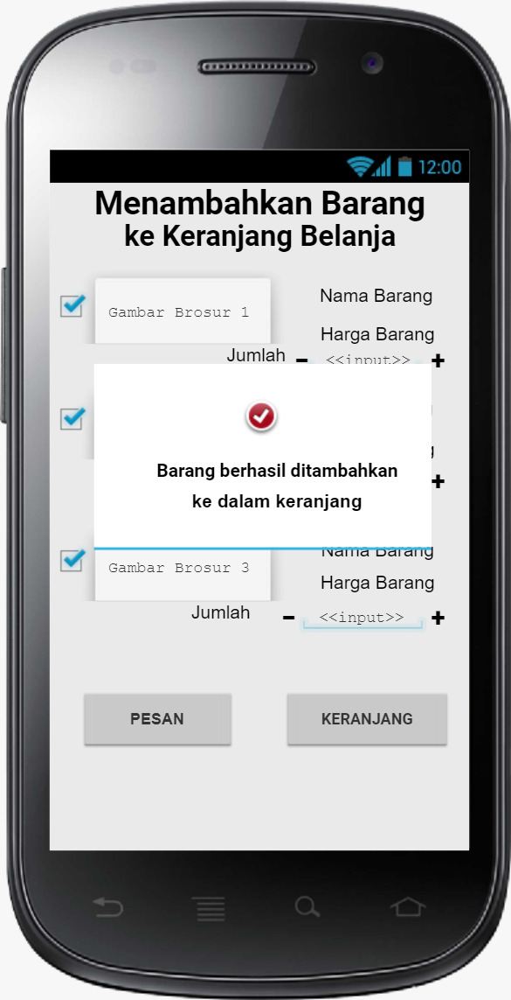 12:00
Menambahkan Barang
ke Keranjang Belanja
Gambar Brosur 1
Nama Barang
Harga Barang
Jumlah - <<input>> +
+
Barang berhasil ditambahkan
ke dalam keranjang
Nama Barang
Gambar Brosur 3
Harga Barang
Jumlah - <<input>> +
PESAN KERANJANG